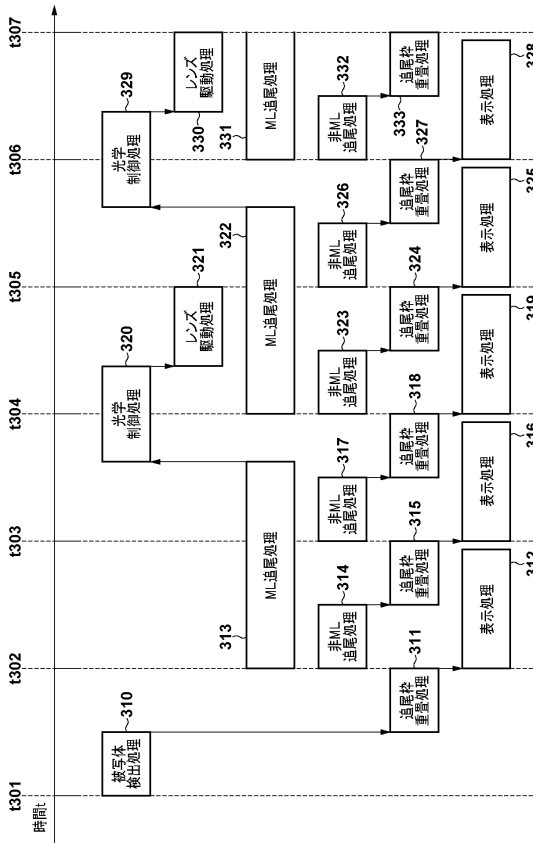 t301
t302
t303
t304
t305
t306
t307
時間t
被写体
検出処理
310
光学
制御処理
320
光学
制御処理
329
レンズ
駆動処理
321
レンズ
駆動処理
330
ML追尾処理
313
ML追尾処理
322
ML追尾処理
331
非ML
追尾処理
314
非ML
追尾処理
317
非ML
追尾処理
323
非ML
追尾処理
326
非ML
追尾処理
332
追尾枠
重畳処理
311
追尾枠
重畳処理
315
追尾枠
重畳処理
318
追尾枠
重畳処理
324
追尾枠
重畳処理
327
追尾枠
重畳処理
333
表示処理
312
表示処理
316
表示処理
319
表示処理
325
表示処理
328